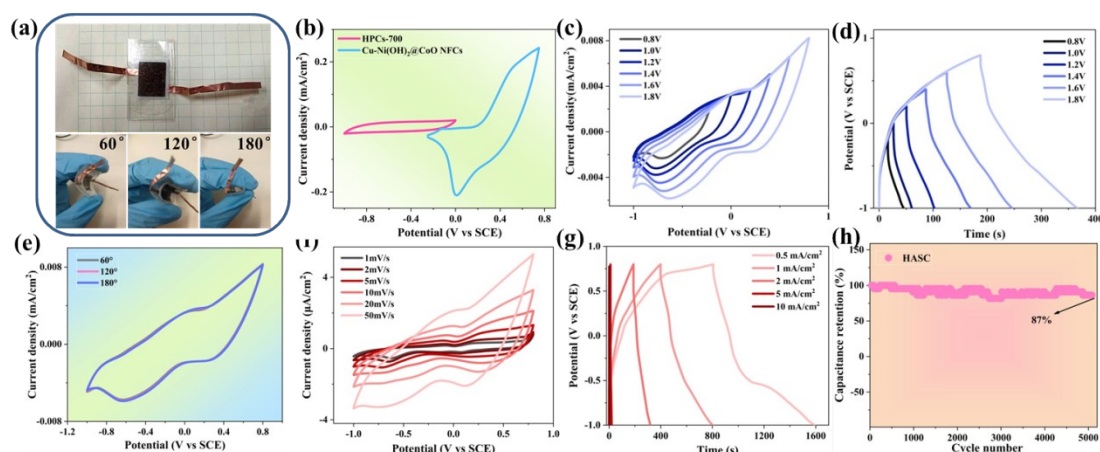 (a)
60°
120°
180°
(b)
HPCs-700
Cu-Ni(OH)₂@CoO NFCs
Current density (mA/cm²)
0.2
0.0
-0.2
-0.8
-0.4
0.0
0.4
0.8
Potential (V vs SCE)
(c)
0.8V
1.0V
1.2V
1.4V
1.6V
1.8V
Current density(mA/cm²)
0.008
0.004
0.000
-0.004
-1
0
1
Potential (V vs SCE)
(d)
0.8V
1.0V
1.2V
1.4V
1.6V
1.8V
Potential (V vs SCE)
1
0
-1
0
100
200
300
400
Time (s)
(e)
60°
120°
180°
Current density (mA/cm²)
0.008
0.000
-0.008
-1.2
-0.8
-0.4
0.0
0.4
0.8
Potential (V vs SCE)
1mV/s
2mV/s
5mV/s
10mV/s
20mV/s
50mV/s
Current density (μA/cm²)
4
0
-4
-1.0
-0.5
0.0
0.5
1.0
Potential (V vs SCE)
(g)
0.5 mA/cm²
1 mA/cm²
2 mA/cm²
5 mA/cm²
10 mA/cm²
Potential (V vs SCE)
0.5
0.0
-0.5
-1.0
0
400
800
1200
1600
Time (s)
(h)
HASC
87%
Capacitance retention (%)
100
50
0
-50
0
1000
2000
3000
4000
5000
Cycle number